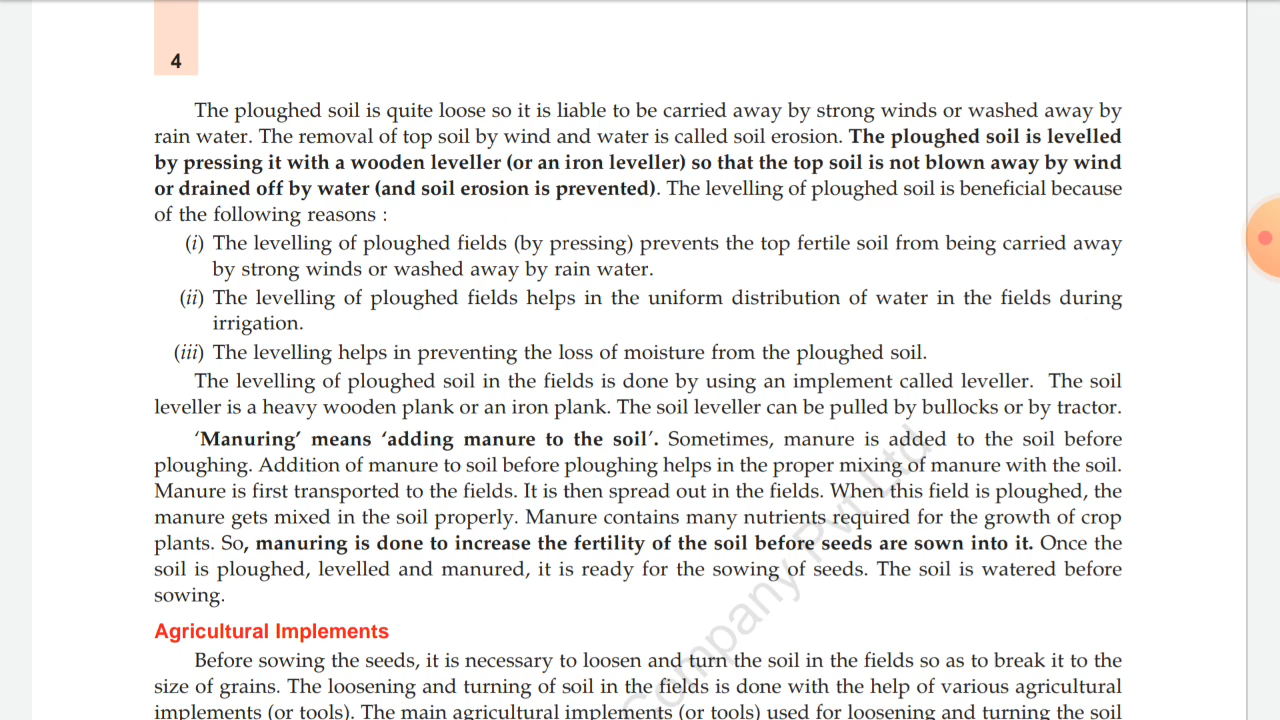 4
The ploughed soil is quite loose so it is liable to be carried away by strong winds or washed away by
rain water. The removal of top soil by wind and water is called soil erosion. The ploughed soil is levelled
by pressing it with a wooden leveller (or an iron leveller) so that the top soil is not blown away by wind
or drained off by water (and soil erosion is prevented). The levelling of ploughed soil is beneficial because
of the following reasons :
(i) The levelling of ploughed fields (by pressing) prevents the top fertile soil from being carried away
by strong winds or washed away by rain water.
(ii) The levelling of ploughed fields helps in the uniform distribution of water in the fields during
irrigation.
(iii) The levelling helps in preventing the loss of moisture from the ploughed soil.
The levelling of ploughed soil in the fields is done by using an implement called leveller. The soil
leveller is a heavy wooden plank or an iron plank. The soil leveller can be pulled by bullocks or by tractor.
‘Manuring’ means ‘adding manure to the soil’. Sometimes, manure is added to the soil before
ploughing. Addition of manure to soil before ploughing helps in the proper mixing of manure with the soil.
Manure is first transported to the fields. It is then spread out in the fields. When this field is ploughed, the
manure gets mixed in the soil properly. Manure contains many nutrients required for the growth of crop
plants. So, manuring is done to increase the fertility of the soil before seeds are sown into it. Once the
soil is ploughed, levelled and manured, it is ready for the sowing of seeds. The soil is watered before
sowing.
Agricultural Implements
Before sowing the seeds, it is necessary to loosen and turn the soil in the fields so as to break it to the
size of grains. The loosening and turning of soil in the fields is done with the help of various agricultural
implements (or tools). The main agricultural implements (or tools) used for loosening and turning the soil
Company Pvt Ltd